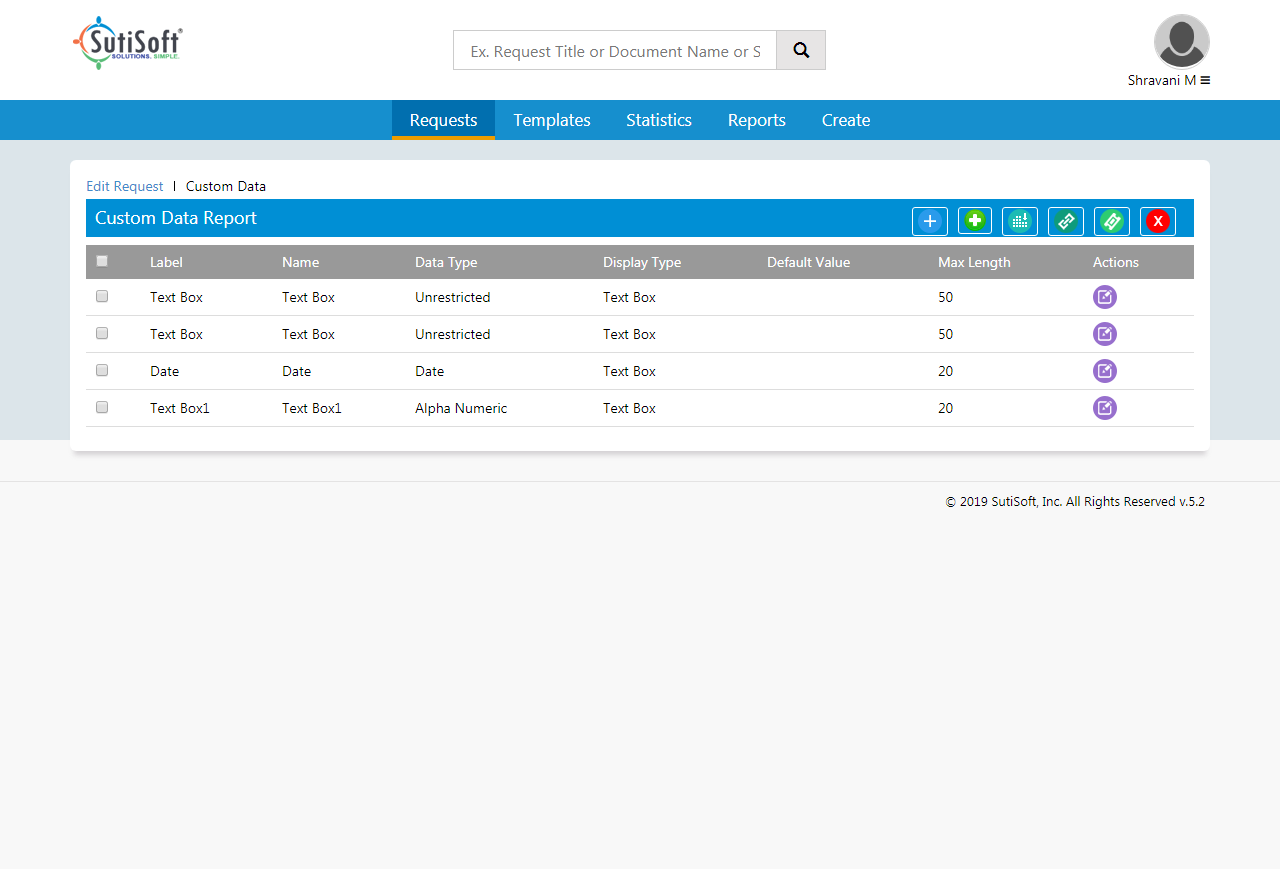 SutiSoft®
SOLUTIONS. SIMPLE.
Ex. Request Title or Document Name or S
Shravani M
Requests Templates Statistics Reports Create
Edit Request | Custom Data
Custom Data Report X
Label Name Data Type Display Type Default Value Max Length Actions
Text Box Text Box Unrestricted Text Box 50
Text Box Text Box Unrestricted Text Box 50
Date Date Date Text Box 20
Text Box1 Text Box1 Alpha Numeric Text Box 20
© 2019 SutiSoft, Inc. All Rights Reserved v.5.2